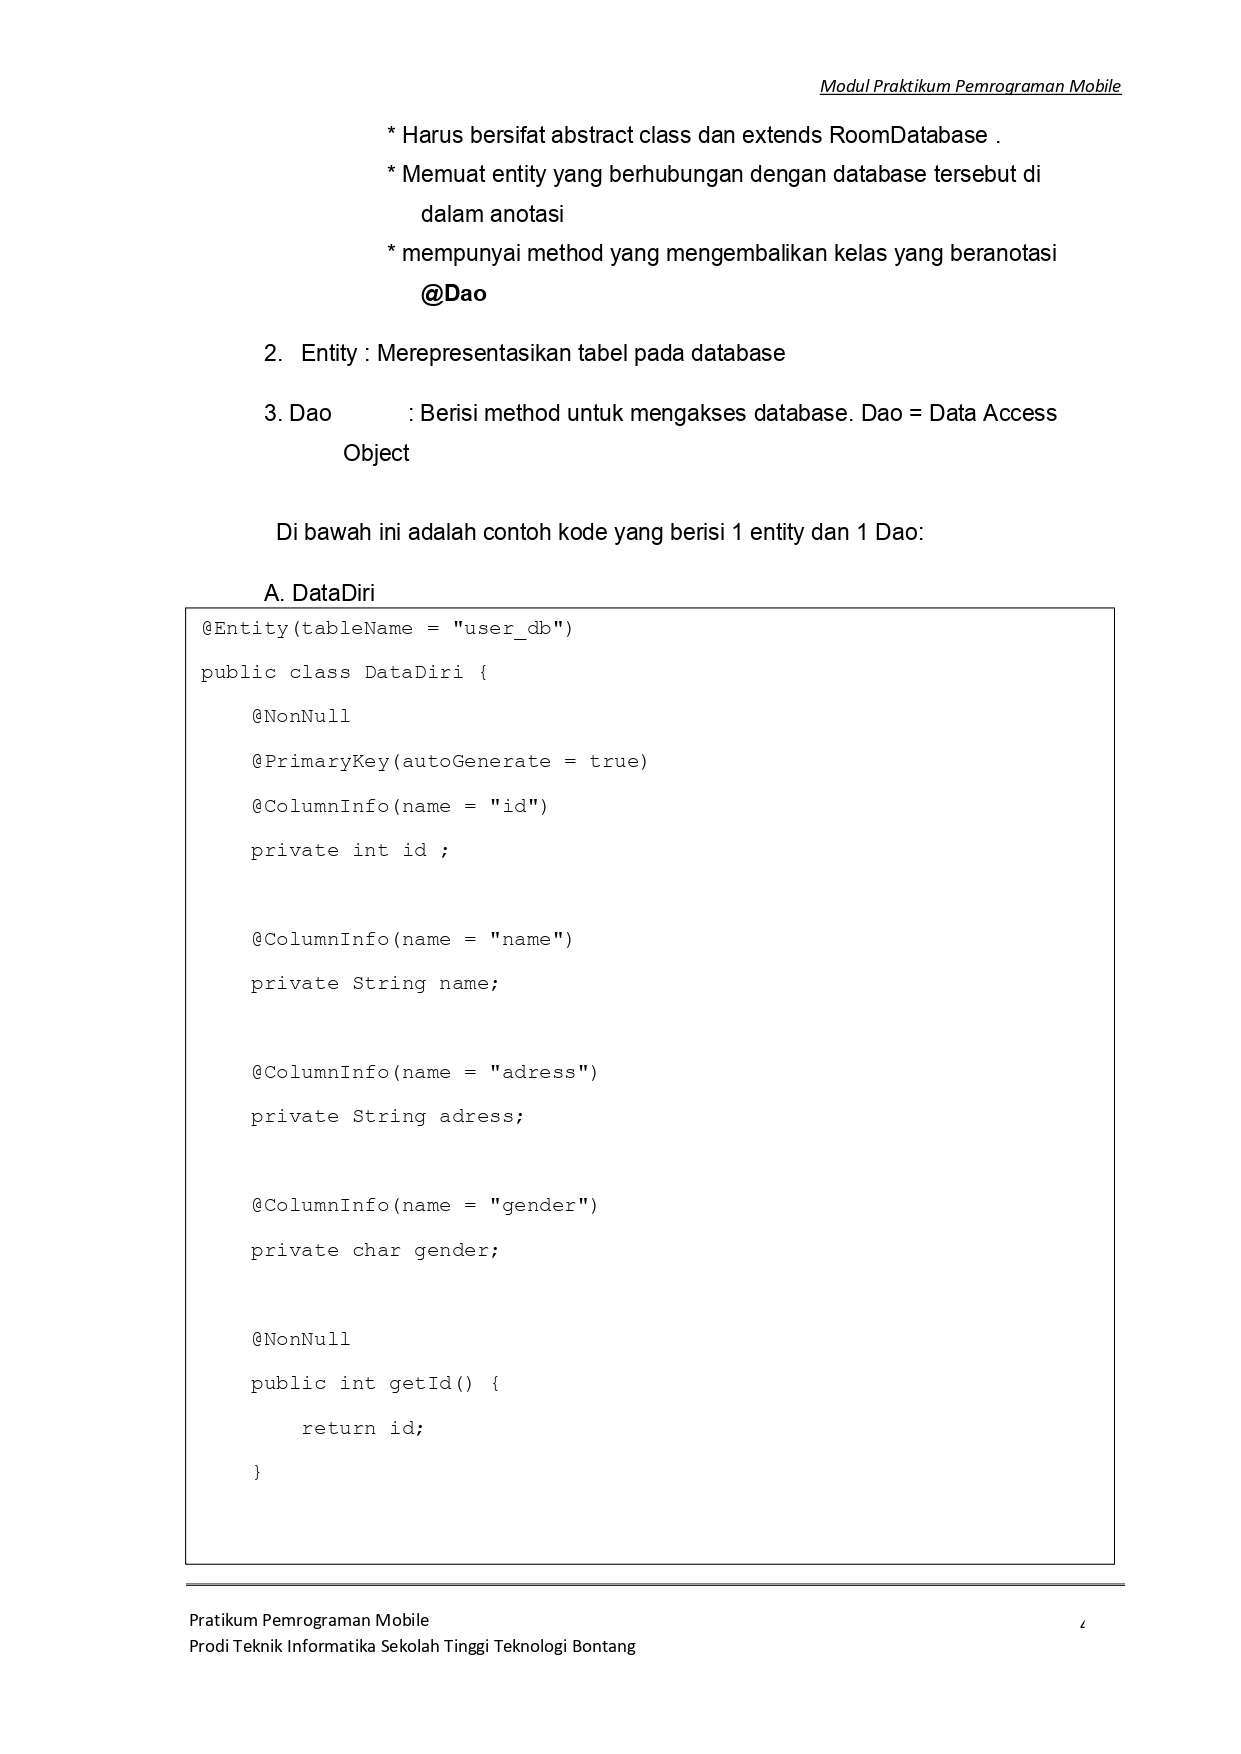 Modul Praktikum Pemrograman Mobile
* Harus bersifat abstract class dan extends RoomDatabase .
* Memuat entity yang berhubungan dengan database tersebut di
dalam anotasi
* mempunyai method yang mengembalikan kelas yang beranotasi
@Dao
2. Entity : Merepresentasikan tabel pada database
3. Dao : Berisi method untuk mengakses database. Dao = Data Access
Object
Di bawah ini adalah contoh kode yang berisi 1 entity dan 1 Dao:
A. DataDiri
@Entity(tableName = "user_db")
public class DataDiri {
@NonNull
@PrimaryKey(autoGenerate = true)
@ColumnInfo(name = "id")
private int id ;
@ColumnInfo(name = "name")
private String name;
@ColumnInfo(name = "adress")
private String adress;
@ColumnInfo(name = "gender")
private char gender;
@NonNull
public int getId() {
return id;
}
Pratikum Pemrograman Mobile
Prodi Teknik Informatika Sekolah Tinggi Teknologi Bontang